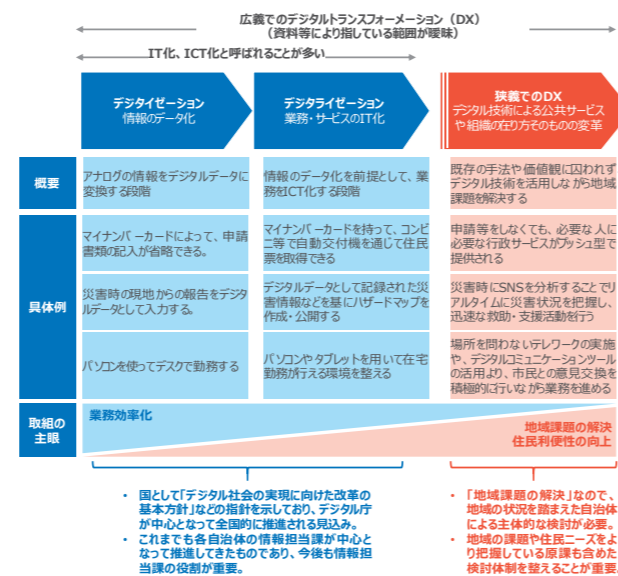 広義でのデジタルトランスフォーメーション（DX）
（資料等により指している範囲が曖昧）
IT化、ICT化と呼ばれることが多い
デジタイゼーション
情報のデータ化
デジタライゼーション
業務・サービスのIT化
狭義でのDX
デジタル技術による公共サービス
や組織の在り方そのものの変革
概要
アナログの情報をデジタルデータに
変換する段階
情報のデータ化を前提として、業
務をICT化する段階
既存の手法や価値観に囚われず
デジタル技術を活用しながら地域
課題を解決する
具体例
マイナンバーカードによって、申請
書類の記入が省略できる。
マイナンバーカードを持って、コンビ
ニ等で自動交付機を通じて住民
票を取得できる
申請等をしなくても、必要な人に
必要な行政サービスがプッシュ型で
提供される
災害時の現地からの報告をデジタ
ルデータとして入力する。
デジタルデータとして記録された災
害情報などを基にハザードマップを
作成・公開する
災害時にSNSを分析することでリ
アルタイムに災害状況を把握し、
迅速な救助・支援活動を行う
パソコンを使ってデスクで勤務する
パソコンやタブレットを用いて在宅
勤務が行える環境を整える
場所を問わないテレワークの実施
や、デジタルコミュニケーションツール
の活用より、市民との意見交換を
積極的に行いながら業務を進める
取組の
主眼
業務効率化
地域課題の解決
住民利便性の向上
• 国として「デジタル社会の実現に向けた改革の
基本方針」などの指針を示しており、デジタル庁
が中心となって全国的に推進される見込み。
• これまでも各自治体の情報担当課が中心と
なって推進してきたものであり、今後も情報担
当課の役割が重要。
• 「地域課題の解決」なので、
地域の状況を踏まえた自治体
による主体的な検討が必要。
• 地域の課題や住民ニーズをよ
り把握している原課も含めた
検討体制を整えることが重要。